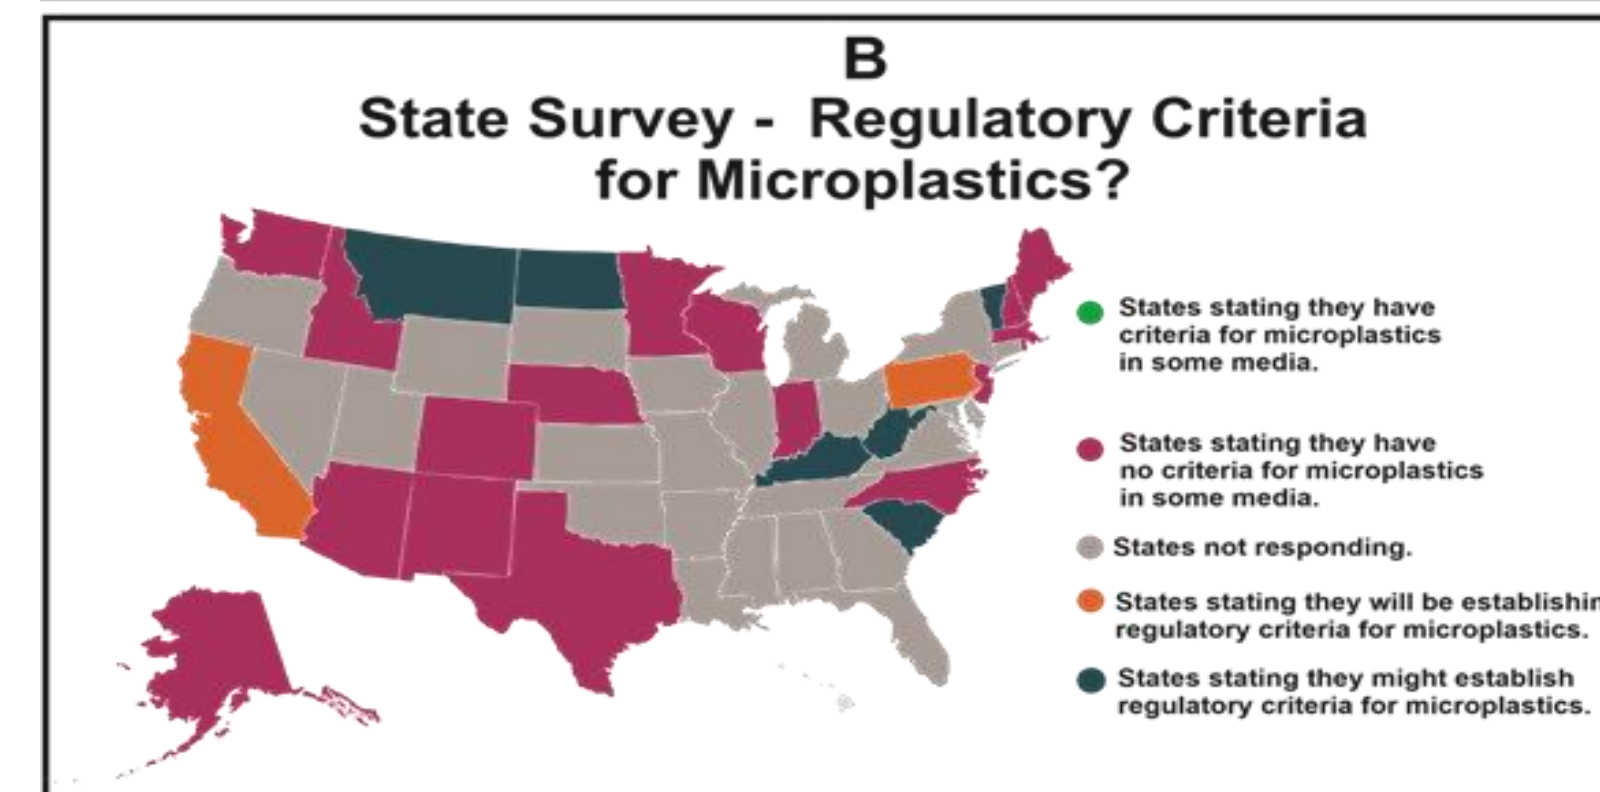 B
State Survey - Regulatory Criteria
for Microplastics?
States stating they have
criteria for microplastics
in some media.
States stating they have
no criteria for microplastics
in some media.
States not responding.
States stating they will be establishin
regulatory criteria for microplastics.
States stating they might establish
regulatory criteria for microplastics.